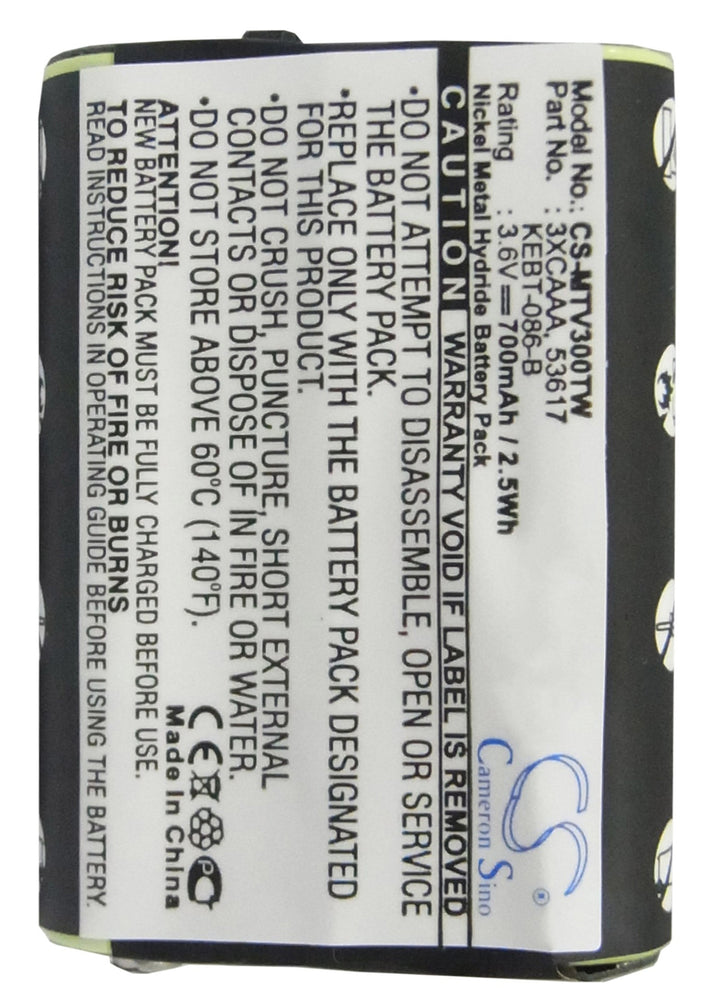 Model No.: CS-MTV300TW
Part No. : 3XCAAA, 53617
KEBT-086-B
Rating : 3.6V 700mAh / 2.5Wh
Nickel Metal Hydride Battery Pack
CS
Cameron Sino
CAUTION WARRANTY VOID IF LABEL IS REMOVED
•DO NOT ATTEMPT TO DISASSEMBLE, OPEN OR SERVICE
THE BATTERY PACK.
•REPLACE ONLY WITH THE BATTERY PACK DESIGNATED
FOR THIS PRODUCT.
•DO NOT CRUSH, PUNCTURE, SHORT EXTERNAL
CONTACTS OR DISPOSE OF IN FIRE OR WATER.
•DO NOT STORE ABOVE 60°C (140°F).
ATTENTION!
NEW BATTERY PACK MUST BE FULLY CHARGED BEFORE USE.
TO REDUCE RISK OF FIRE OR BURNS
READ INSTRUCTIONS IN OPERATING GUIDE BEFORE USING THE BATTERY.
CE
Made In China